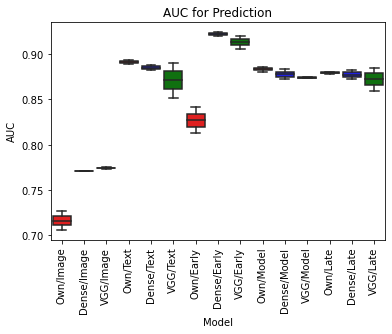 AUC for Prediction
AUC
0.90
0.85
0.80
0.75
0.70
Own/Image
Dense/Image
VGG/Image
Own/Text
Dense/Text
VGG/Text
Own/Early
Dense/Early
VGG/Early
Own/Model
Dense/Model
VGG/Model
Own/Late
Dense/Late
VGG/Late
Model